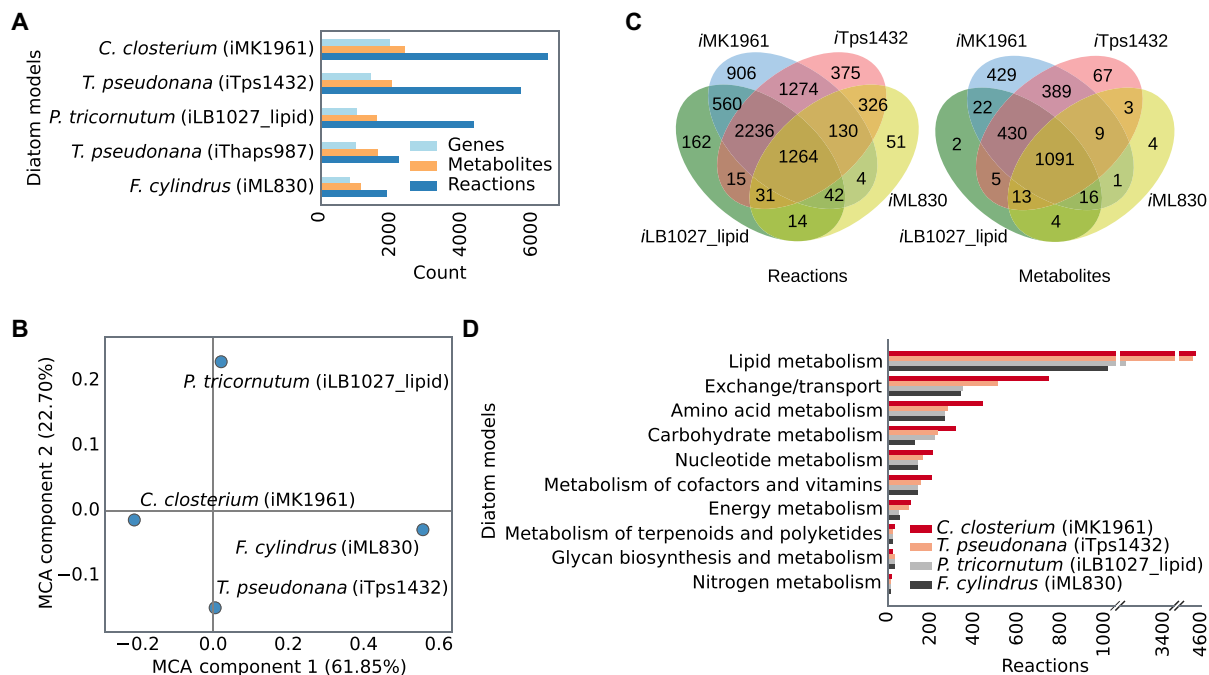 A
C. closterium (iMK1961)
T. pseudonana (iTps1432)
P. tricornutum (iLB1027_lipid)
T. pseudonana (iThaps987)
F. cylindrus (iML830)
Diatom models
Genes
Metabolites
Reactions
0
2000
4000
6000
Count
C
iMK1961
iTps1432
906
375
1274
560
326
2236
130
162
51
1264
15
4
31
42
14
iML830
iLB1027_lipid
Reactions
iMK1961
iTps1432
429
67
389
22
3
430
9
2
4
1091
5
1
13
16
4
iML830
iLB1027_lipid
Metabolites
B
MCA component 2 (22.70%)
0.2
0.1
0.0
−0.1
P. tricornutum (iLB1027_lipid)
C. closterium (iMK1961)
F. cylindrus (iML830)
T. pseudonana (iTps1432)
−0.2
0.0
0.2
0.4
0.6
MCA component 1 (61.85%)
D
Diatom models
Lipid metabolism
Exchange/transport
Amino acid metabolism
Carbohydrate metabolism
Nucleotide metabolism
Metabolism of cofactors and vitamins
Energy metabolism
Metabolism of terpenoids and polyketides
Glycan biosynthesis and metabolism
Nitrogen metabolism
C. closterium (iMK1961)
T. pseudonana (iTps1432)
P. tricornutum (iLB1027_lipid)
F. cylindrus (iML830)
0
200
400
600
800
1000
3400
4600
Reactions